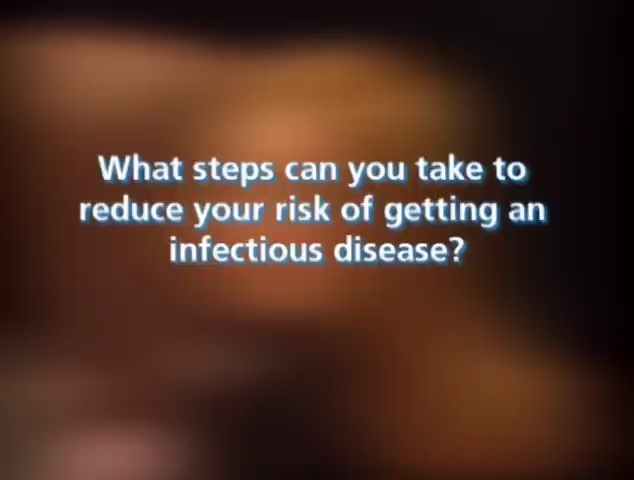 What steps can you take to
reduce your risk of getting an
infectious disease?